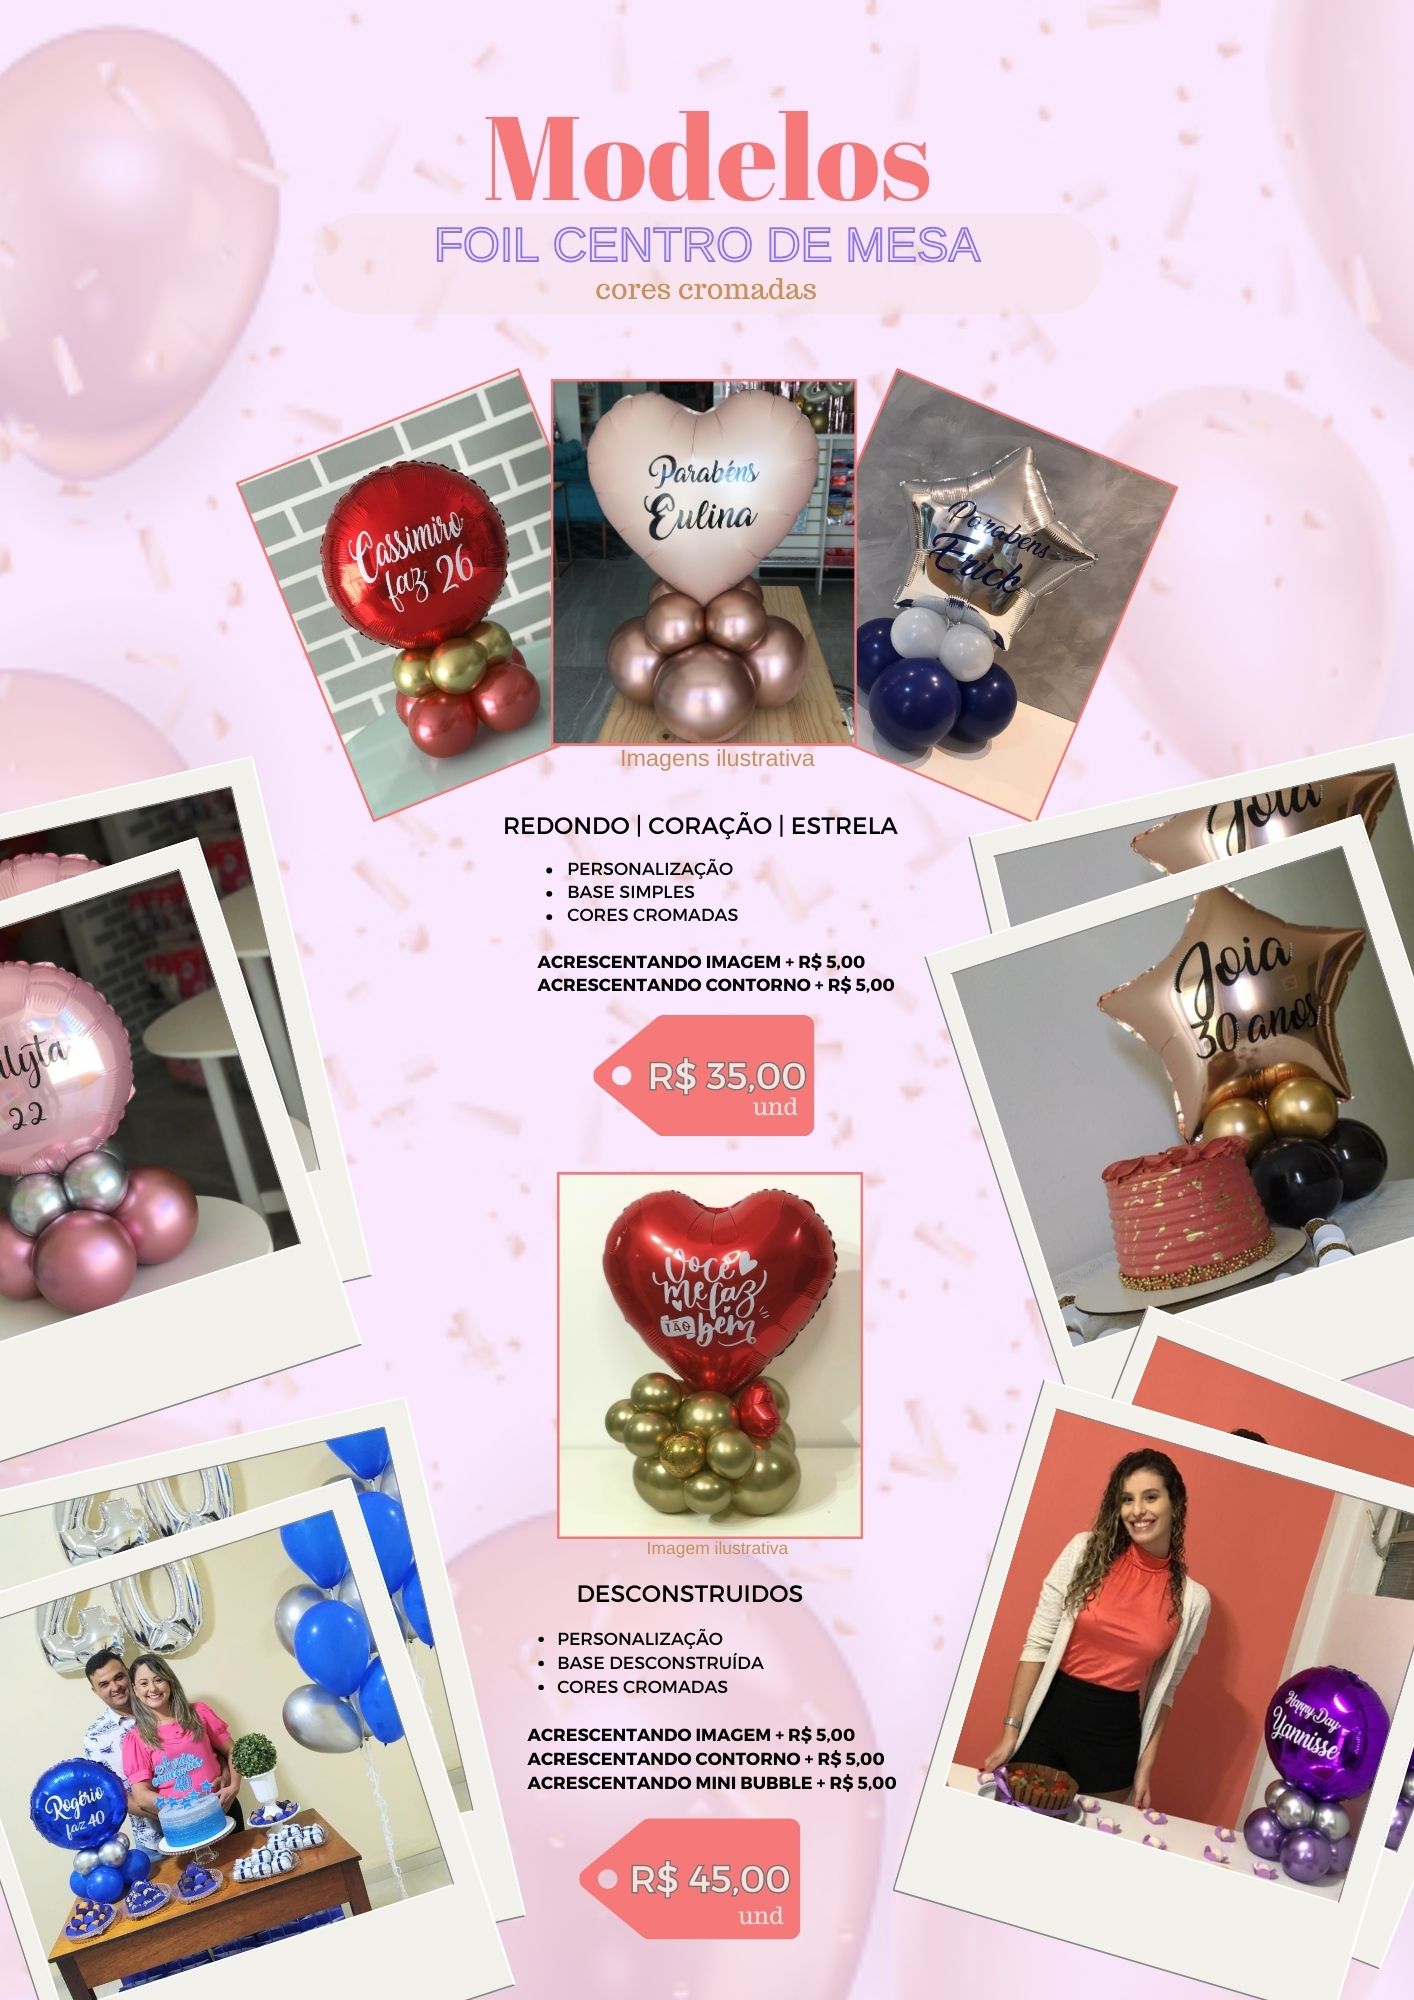 Modelos
FOIL CENTRO DE MESA
cores cromadas
Cassimiro
faz 26
Parabéns
Eulina
Parabéns
Erick
Imagens ilustrativa
REDONDO | CORAÇÃO | ESTRELA
• PERSONALIZAÇÃO
• BASE SIMPLES
• CORES CROMADAS
ACRESCENTANDO IMAGEM + R$ 5,00
ACRESCENTANDO CONTORNO + R$ 5,00
R$ 35,00
und
22
Joia
Joia
30 anos
Você
me faz
TÃO bem
Imagem ilustrativa
DESCONSTRUIDOS
• PERSONALIZAÇÃO
• BASE DESCONSTRUÍDA
• CORES CROMADAS
ACRESCENTANDO IMAGEM + R$ 5,00
ACRESCENTANDO CONTORNO + R$ 5,00
ACRESCENTANDO MINI BUBBLE + R$ 5,00
R$ 45,00
und
40
Rogério
faz 40
Happy Day
Yannisse